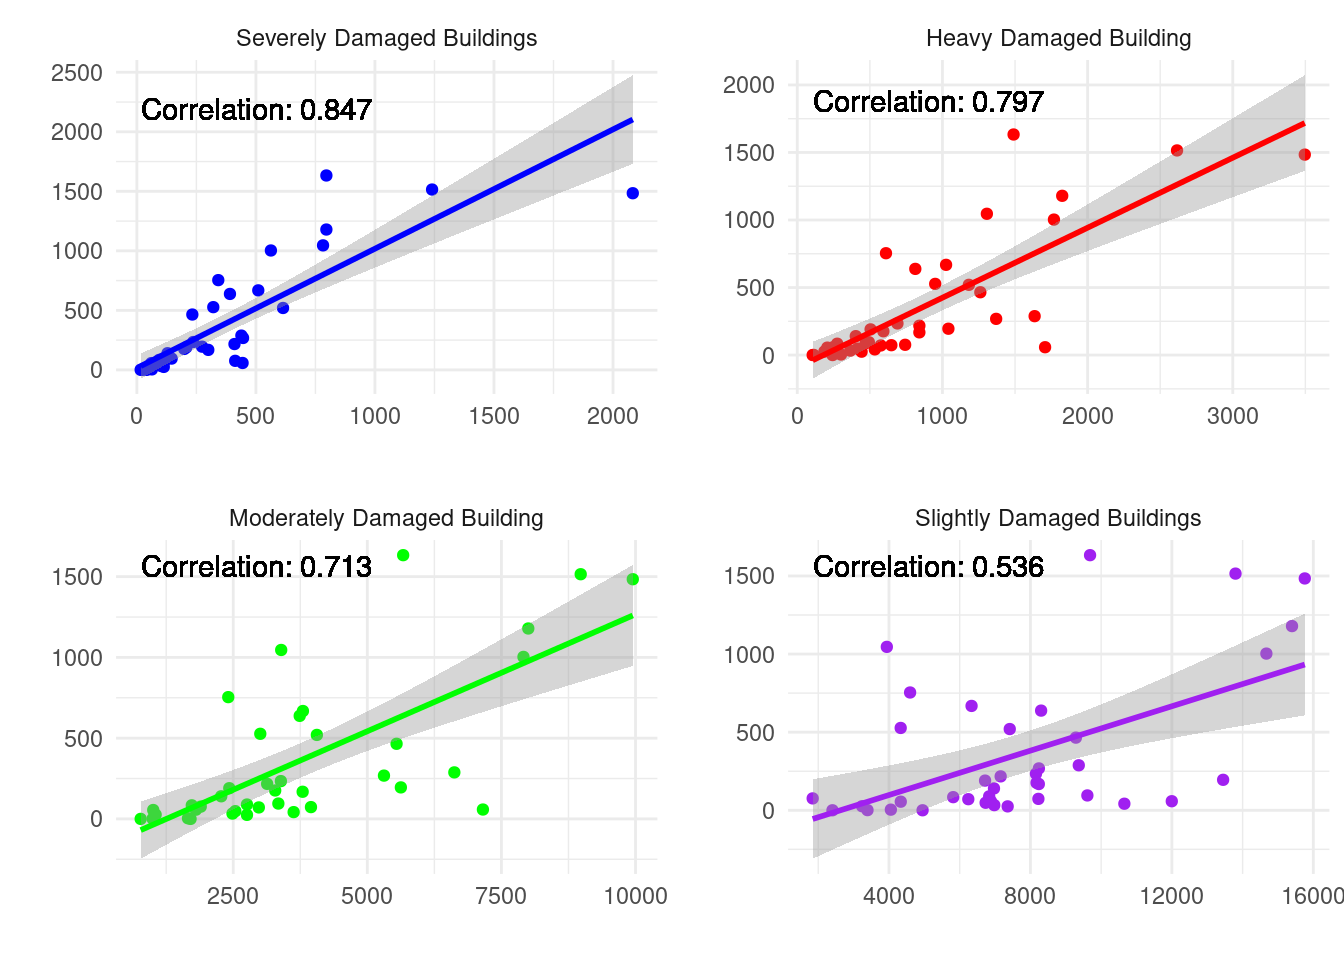 Severely Damaged Buildings
2500
2000
1500
1000
500
0
Correlation: 0.847
0 500 1000 1500 2000
Heavy Damaged Building
2000
1500
1000
500
0
Correlation: 0.797
0 1000 2000 3000
Moderately Damaged Building
1500
1000
500
0
Correlation: 0.713
2500 5000 7500 10000
Slightly Damaged Buildings
1500
1000
500
0
Correlation: 0.536
4000 8000 12000 16000